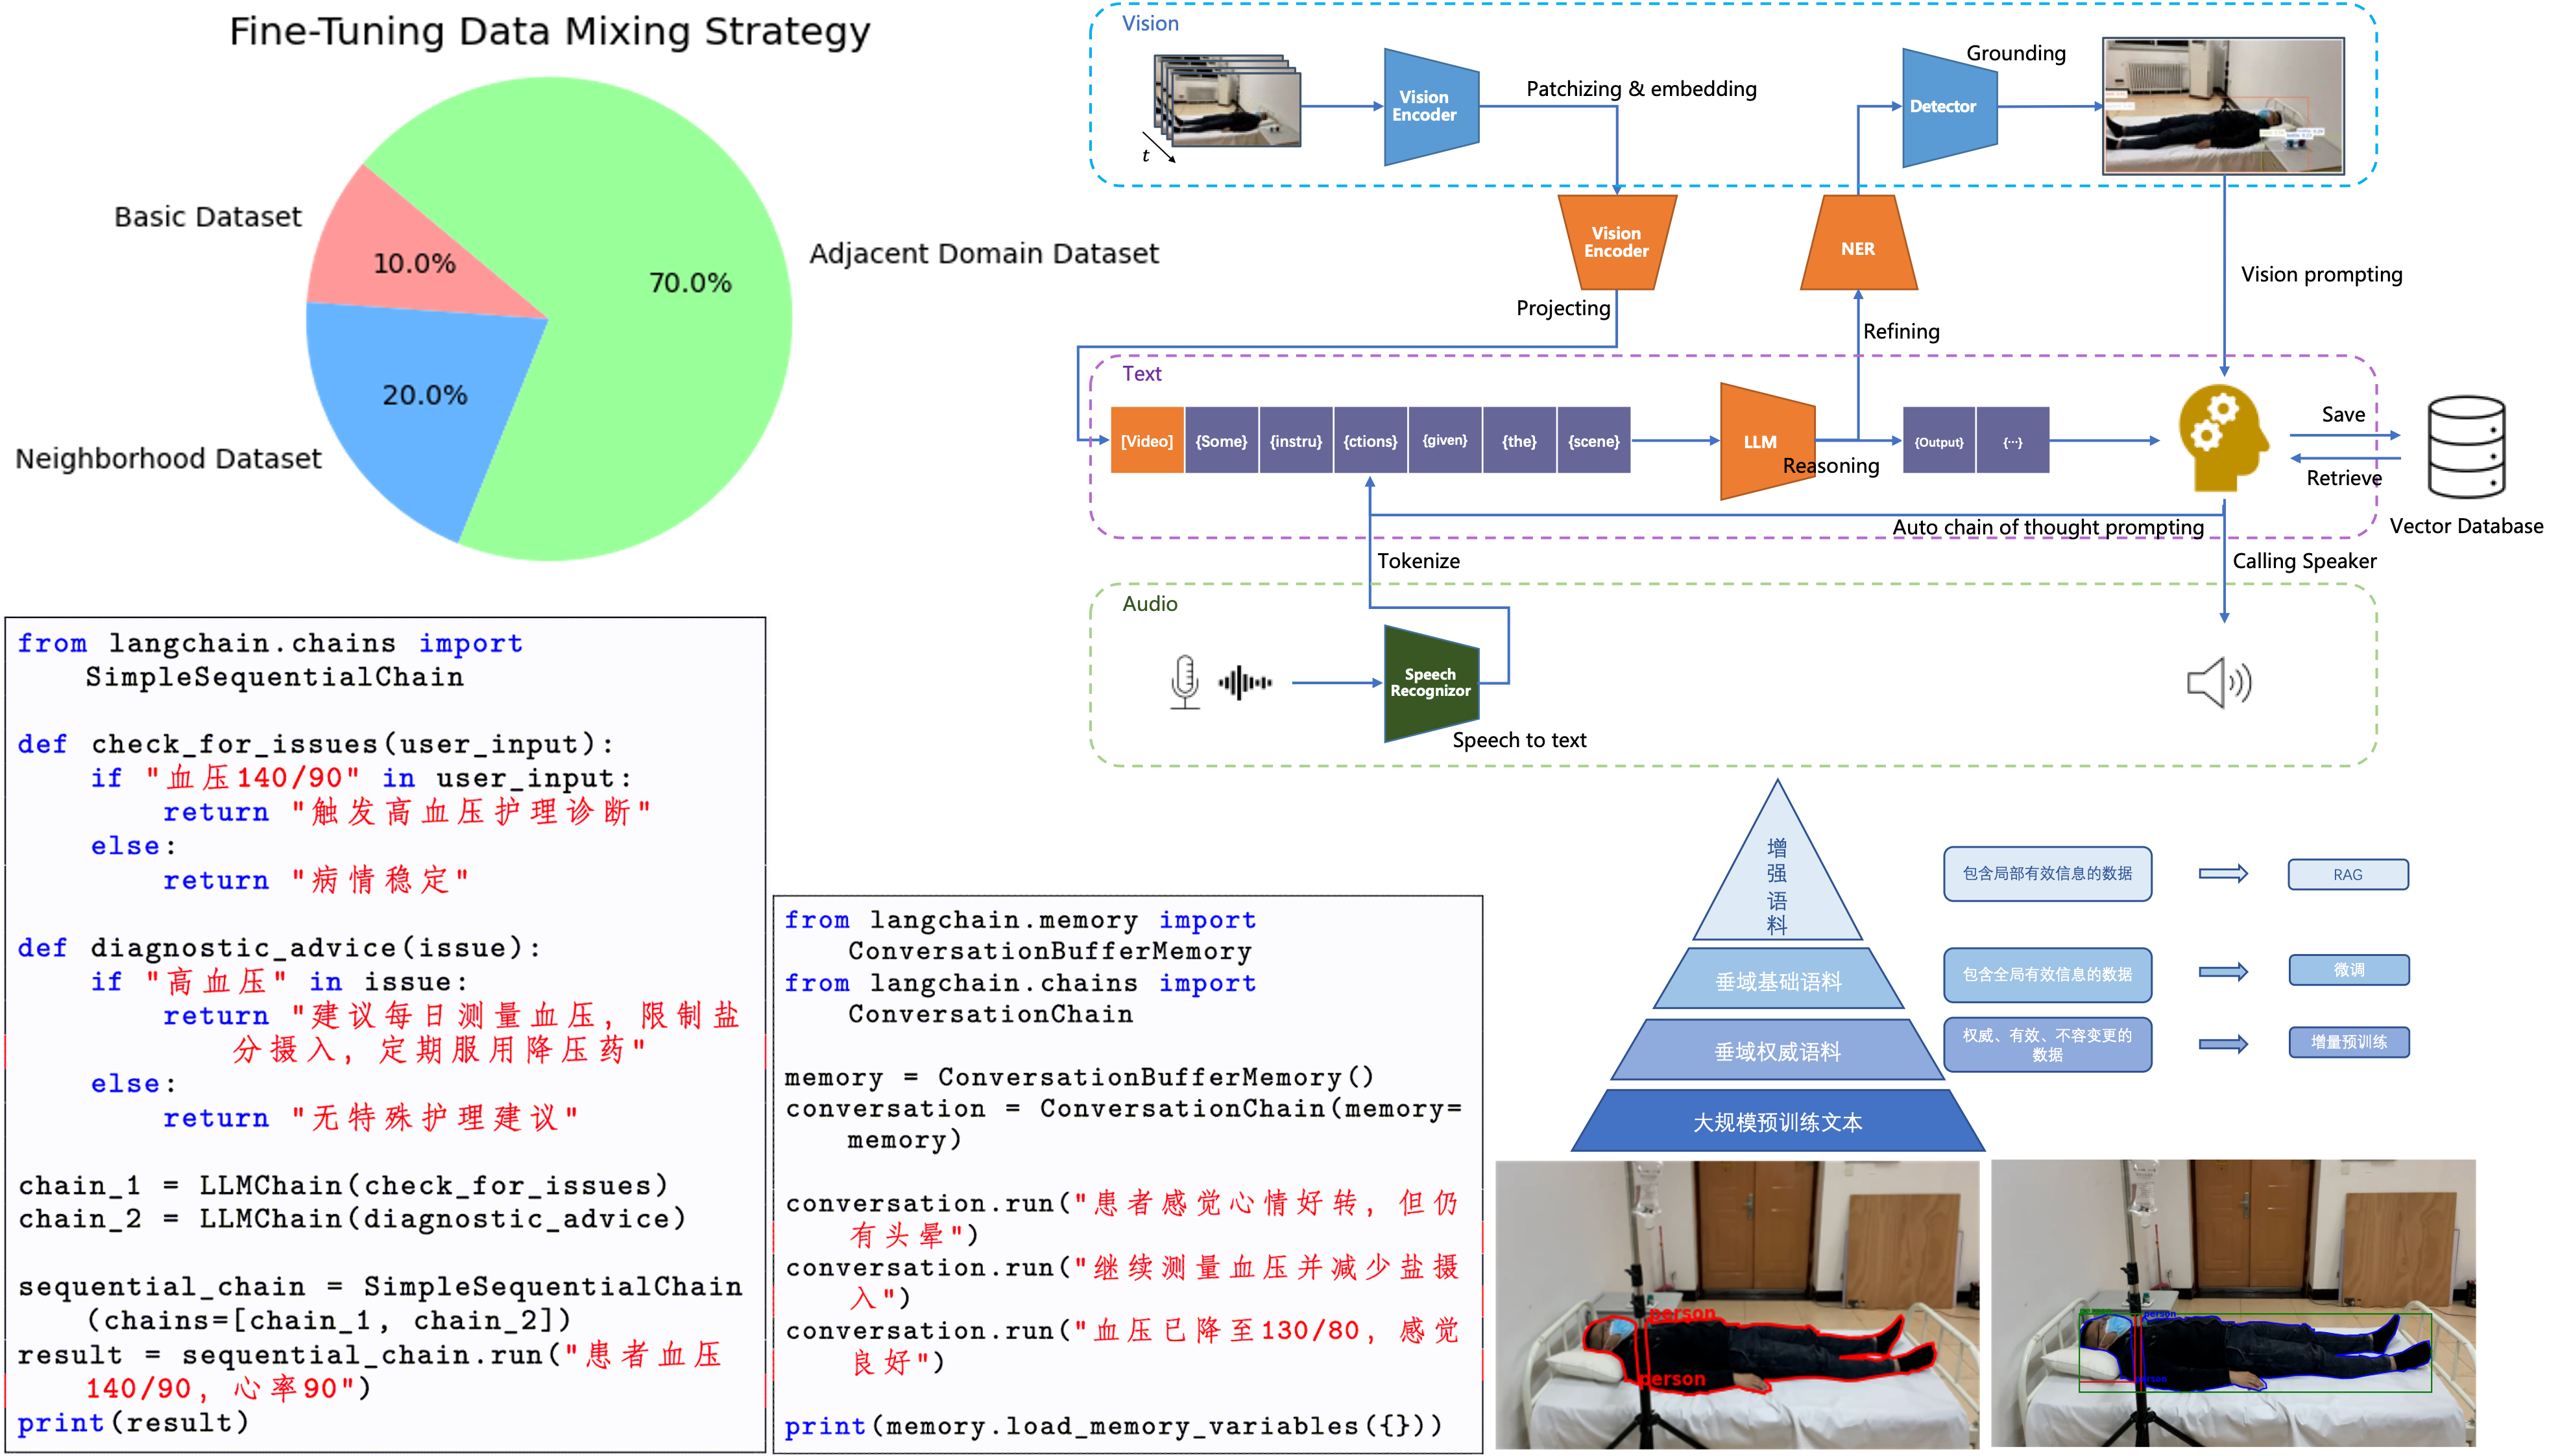 Fine-Tuning Data Mixing Strategy
Basic Dataset
10.0%
Adjacent Domain Dataset
70.0%
20.0%
Neighborhood Dataset
Vision
Vision
Encoder
Patchizing & embedding
Detector
Grounding
t
Vision
Encoder
NER
Projecting
Refining
Vision prompting
Text
[Video]
{Some}
{instru}
{ctions}
{given}
{the}
{scene}
LLM
Reasoning
{Output}
{···}
Save
Retrieve
Vector Database
Auto chain of thought prompting
Tokenize
Calling Speaker
Audio
Speech
Recognizor
Speech to text
from langchain.chains import
SimpleSequentialChain
def check_for_issues(user_input):
if "血压140/90" in user_input:
return "触发高血压护理诊断"
else:
return "病情稳定"
def diagnostic_advice(issue):
if "高血压" in issue:
return "建议每日测量血压, 限制盐
分摄入, 定期服用降压药"
else:
return "无特殊护理建议"
chain_1 = LLMChain(check_for_issues)
chain_2 = LLMChain(diagnostic_advice)
sequential_chain = SimpleSequentialChain
(chains=[chain_1, chain_2])
result = sequential_chain.run("患者血压
140/90, 心率90")
print(result)
from langchain.memory import
ConversationBufferMemory
from langchain.chains import
ConversationChain
memory = ConversationBufferMemory()
conversation = ConversationChain(memory=
memory)
conversation.run("患者感觉心情好转, 但仍
有头晕")
conversation.run("继续测量血压并减少盐摄
入")
conversation.run("血压已降至130/80, 感觉
良好")
print(memory.load_memory_variables({}))
增
强
语
料
包含局部有效信息的数据
RAG
垂域基础语料
包含全局有效信息的数据
微调
垂域权威语料
权威、有效、不容变更的
数据
增量预训练
大规模预训练文本
person
person
person
person